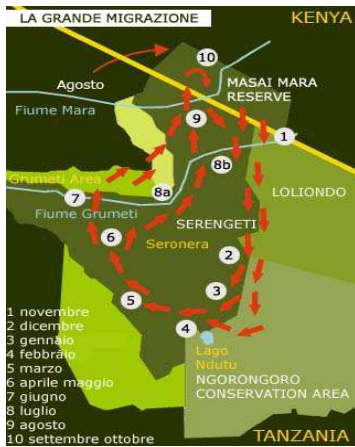 LA GRANDE MIGRAZIONE
KENYA
10
Agosto
MASAI MARA
RESERVE
Fiume Mara
9
1
Grumeti Area
8a
8b
LOLIONDO
7
Fiume Grumeti
SERENGETI
6
Seronera
2
3
5
4
Lago
Ndutu
NGORONGORO
CONSERVATION AREA
1 novembre
2 dicembre
3 gennàio
4 febbràio
5 marzo
6 aprile maggio
7 giugno
8 luglio
9 agosto
10 settembre ottobre
TANZANIA